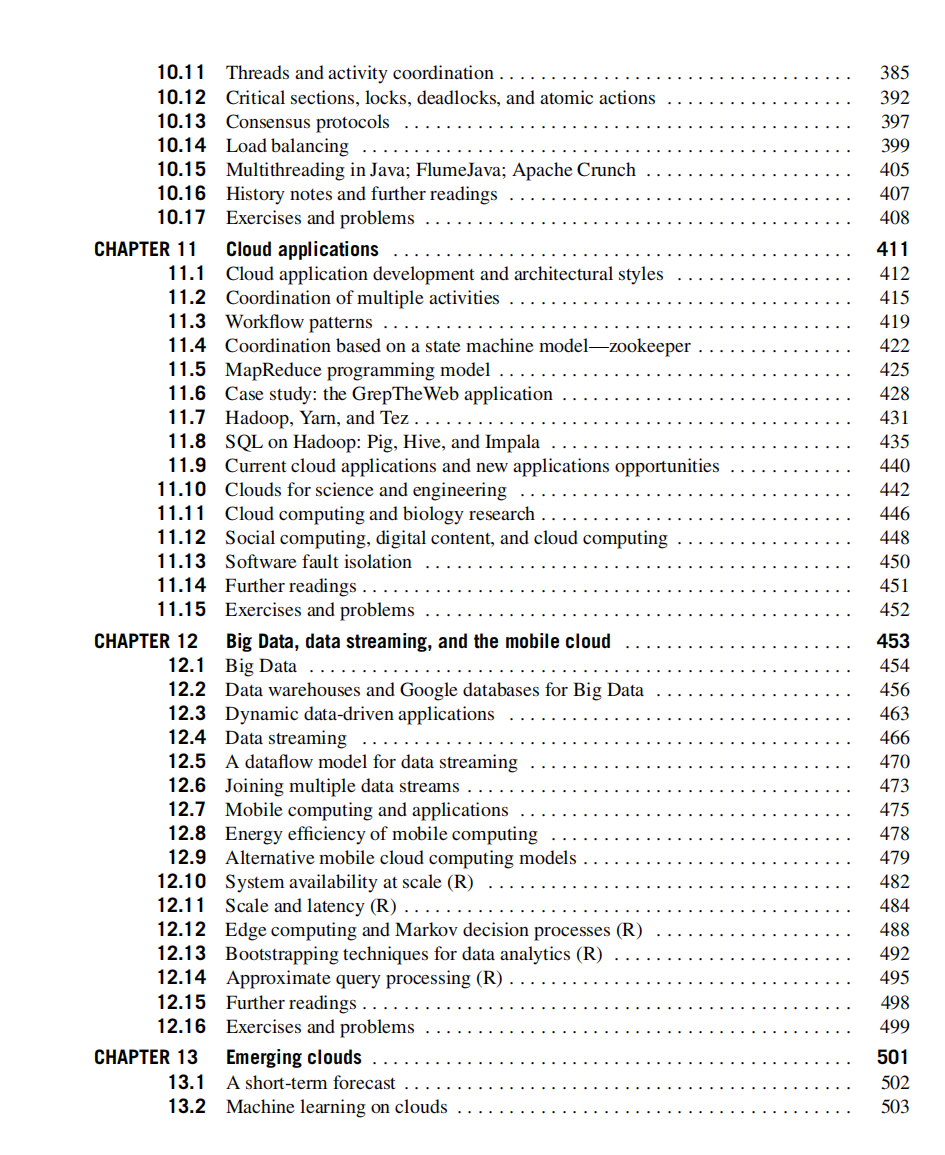 10.11 Threads and activity coordination . . . . . . . . . . . . . . . . . . . . . . . . . . . . . . . . . . 385
10.12 Critical sections, locks, deadlocks, and atomic actions . . . . . . . . . . . . . . . . . . 392
10.13 Consensus protocols . . . . . . . . . . . . . . . . . . . . . . . . . . . . . . . . . . . . . . . . . . . 397
10.14 Load balancing . . . . . . . . . . . . . . . . . . . . . . . . . . . . . . . . . . . . . . . . . . . . . . . 399
10.15 Multithreading in Java; FlumeJava; Apache Crunch . . . . . . . . . . . . . . . . . . . . 405
10.16 History notes and further readings . . . . . . . . . . . . . . . . . . . . . . . . . . . . . . . . . 407
10.17 Exercises and problems . . . . . . . . . . . . . . . . . . . . . . . . . . . . . . . . . . . . . . . . . 408
CHAPTER 11 Cloud applications . . . . . . . . . . . . . . . . . . . . . . . . . . . . . . . . . . . . . . . . . . . . 411
11.1 Cloud application development and architectural styles . . . . . . . . . . . . . . . . . 412
11.2 Coordination of multiple activities . . . . . . . . . . . . . . . . . . . . . . . . . . . . . . . . . 415
11.3 Workflow patterns . . . . . . . . . . . . . . . . . . . . . . . . . . . . . . . . . . . . . . . . . . . . . 419
11.4 Coordination based on a state machine model—zookeeper . . . . . . . . . . . . . . . 422
11.5 MapReduce programming model . . . . . . . . . . . . . . . . . . . . . . . . . . . . . . . . . . 425
11.6 Case study: the GrepTheWeb application . . . . . . . . . . . . . . . . . . . . . . . . . . . . 428
11.7 Hadoop, Yarn, and Tez . . . . . . . . . . . . . . . . . . . . . . . . . . . . . . . . . . . . . . . . . . 431
11.8 SQL on Hadoop: Pig, Hive, and Impala . . . . . . . . . . . . . . . . . . . . . . . . . . . . . 435
11.9 Current cloud applications and new applications opportunities . . . . . . . . . . . . 440
11.10 Clouds for science and engineering . . . . . . . . . . . . . . . . . . . . . . . . . . . . . . . . 442
11.11 Cloud computing and biology research . . . . . . . . . . . . . . . . . . . . . . . . . . . . . . 446
11.12 Social computing, digital content, and cloud computing . . . . . . . . . . . . . . . . . 448
11.13 Software fault isolation . . . . . . . . . . . . . . . . . . . . . . . . . . . . . . . . . . . . . . . . . 450
11.14 Further readings . . . . . . . . . . . . . . . . . . . . . . . . . . . . . . . . . . . . . . . . . . . . . . . 451
11.15 Exercises and problems . . . . . . . . . . . . . . . . . . . . . . . . . . . . . . . . . . . . . . . . . 452
CHAPTER 12 Big Data, data streaming, and the mobile cloud . . . . . . . . . . . . . . . . . . . . . . 453
12.1 Big Data . . . . . . . . . . . . . . . . . . . . . . . . . . . . . . . . . . . . . . . . . . . . . . . . . . . . 454
12.2 Data warehouses and Google databases for Big Data . . . . . . . . . . . . . . . . . . . 456
12.3 Dynamic data-driven applications . . . . . . . . . . . . . . . . . . . . . . . . . . . . . . . . . 463
12.4 Data streaming . . . . . . . . . . . . . . . . . . . . . . . . . . . . . . . . . . . . . . . . . . . . . . . 466
12.5 A dataflow model for data streaming . . . . . . . . . . . . . . . . . . . . . . . . . . . . . . . 470
12.6 Joining multiple data streams . . . . . . . . . . . . . . . . . . . . . . . . . . . . . . . . . . . . . 473
12.7 Mobile computing and applications . . . . . . . . . . . . . . . . . . . . . . . . . . . . . . . . 475
12.8 Energy efficiency of mobile computing . . . . . . . . . . . . . . . . . . . . . . . . . . . . . 478
12.9 Alternative mobile cloud computing models . . . . . . . . . . . . . . . . . . . . . . . . . . 479
12.10 System availability at scale (R) . . . . . . . . . . . . . . . . . . . . . . . . . . . . . . . . . . . 482
12.11 Scale and latency (R) . . . . . . . . . . . . . . . . . . . . . . . . . . . . . . . . . . . . . . . . . . . 484
12.12 Edge computing and Markov decision processes (R) . . . . . . . . . . . . . . . . . . . 488
12.13 Bootstrapping techniques for data analytics (R) . . . . . . . . . . . . . . . . . . . . . . . 492
12.14 Approximate query processing (R) . . . . . . . . . . . . . . . . . . . . . . . . . . . . . . . . . 495
12.15 Further readings . . . . . . . . . . . . . . . . . . . . . . . . . . . . . . . . . . . . . . . . . . . . . . . 498
12.16 Exercises and problems . . . . . . . . . . . . . . . . . . . . . . . . . . . . . . . . . . . . . . . . . 499
CHAPTER 13 Emerging clouds . . . . . . . . . . . . . . . . . . . . . . . . . . . . . . . . . . . . . . . . . . . . . . 501
13.1 A short-term forecast . . . . . . . . . . . . . . . . . . . . . . . . . . . . . . . . . . . . . . . . . . . 502
13.2 Machine learning on clouds . . . . . . . . . . . . . . . . . . . . . . . . . . . . . . . . . . . . . . 503